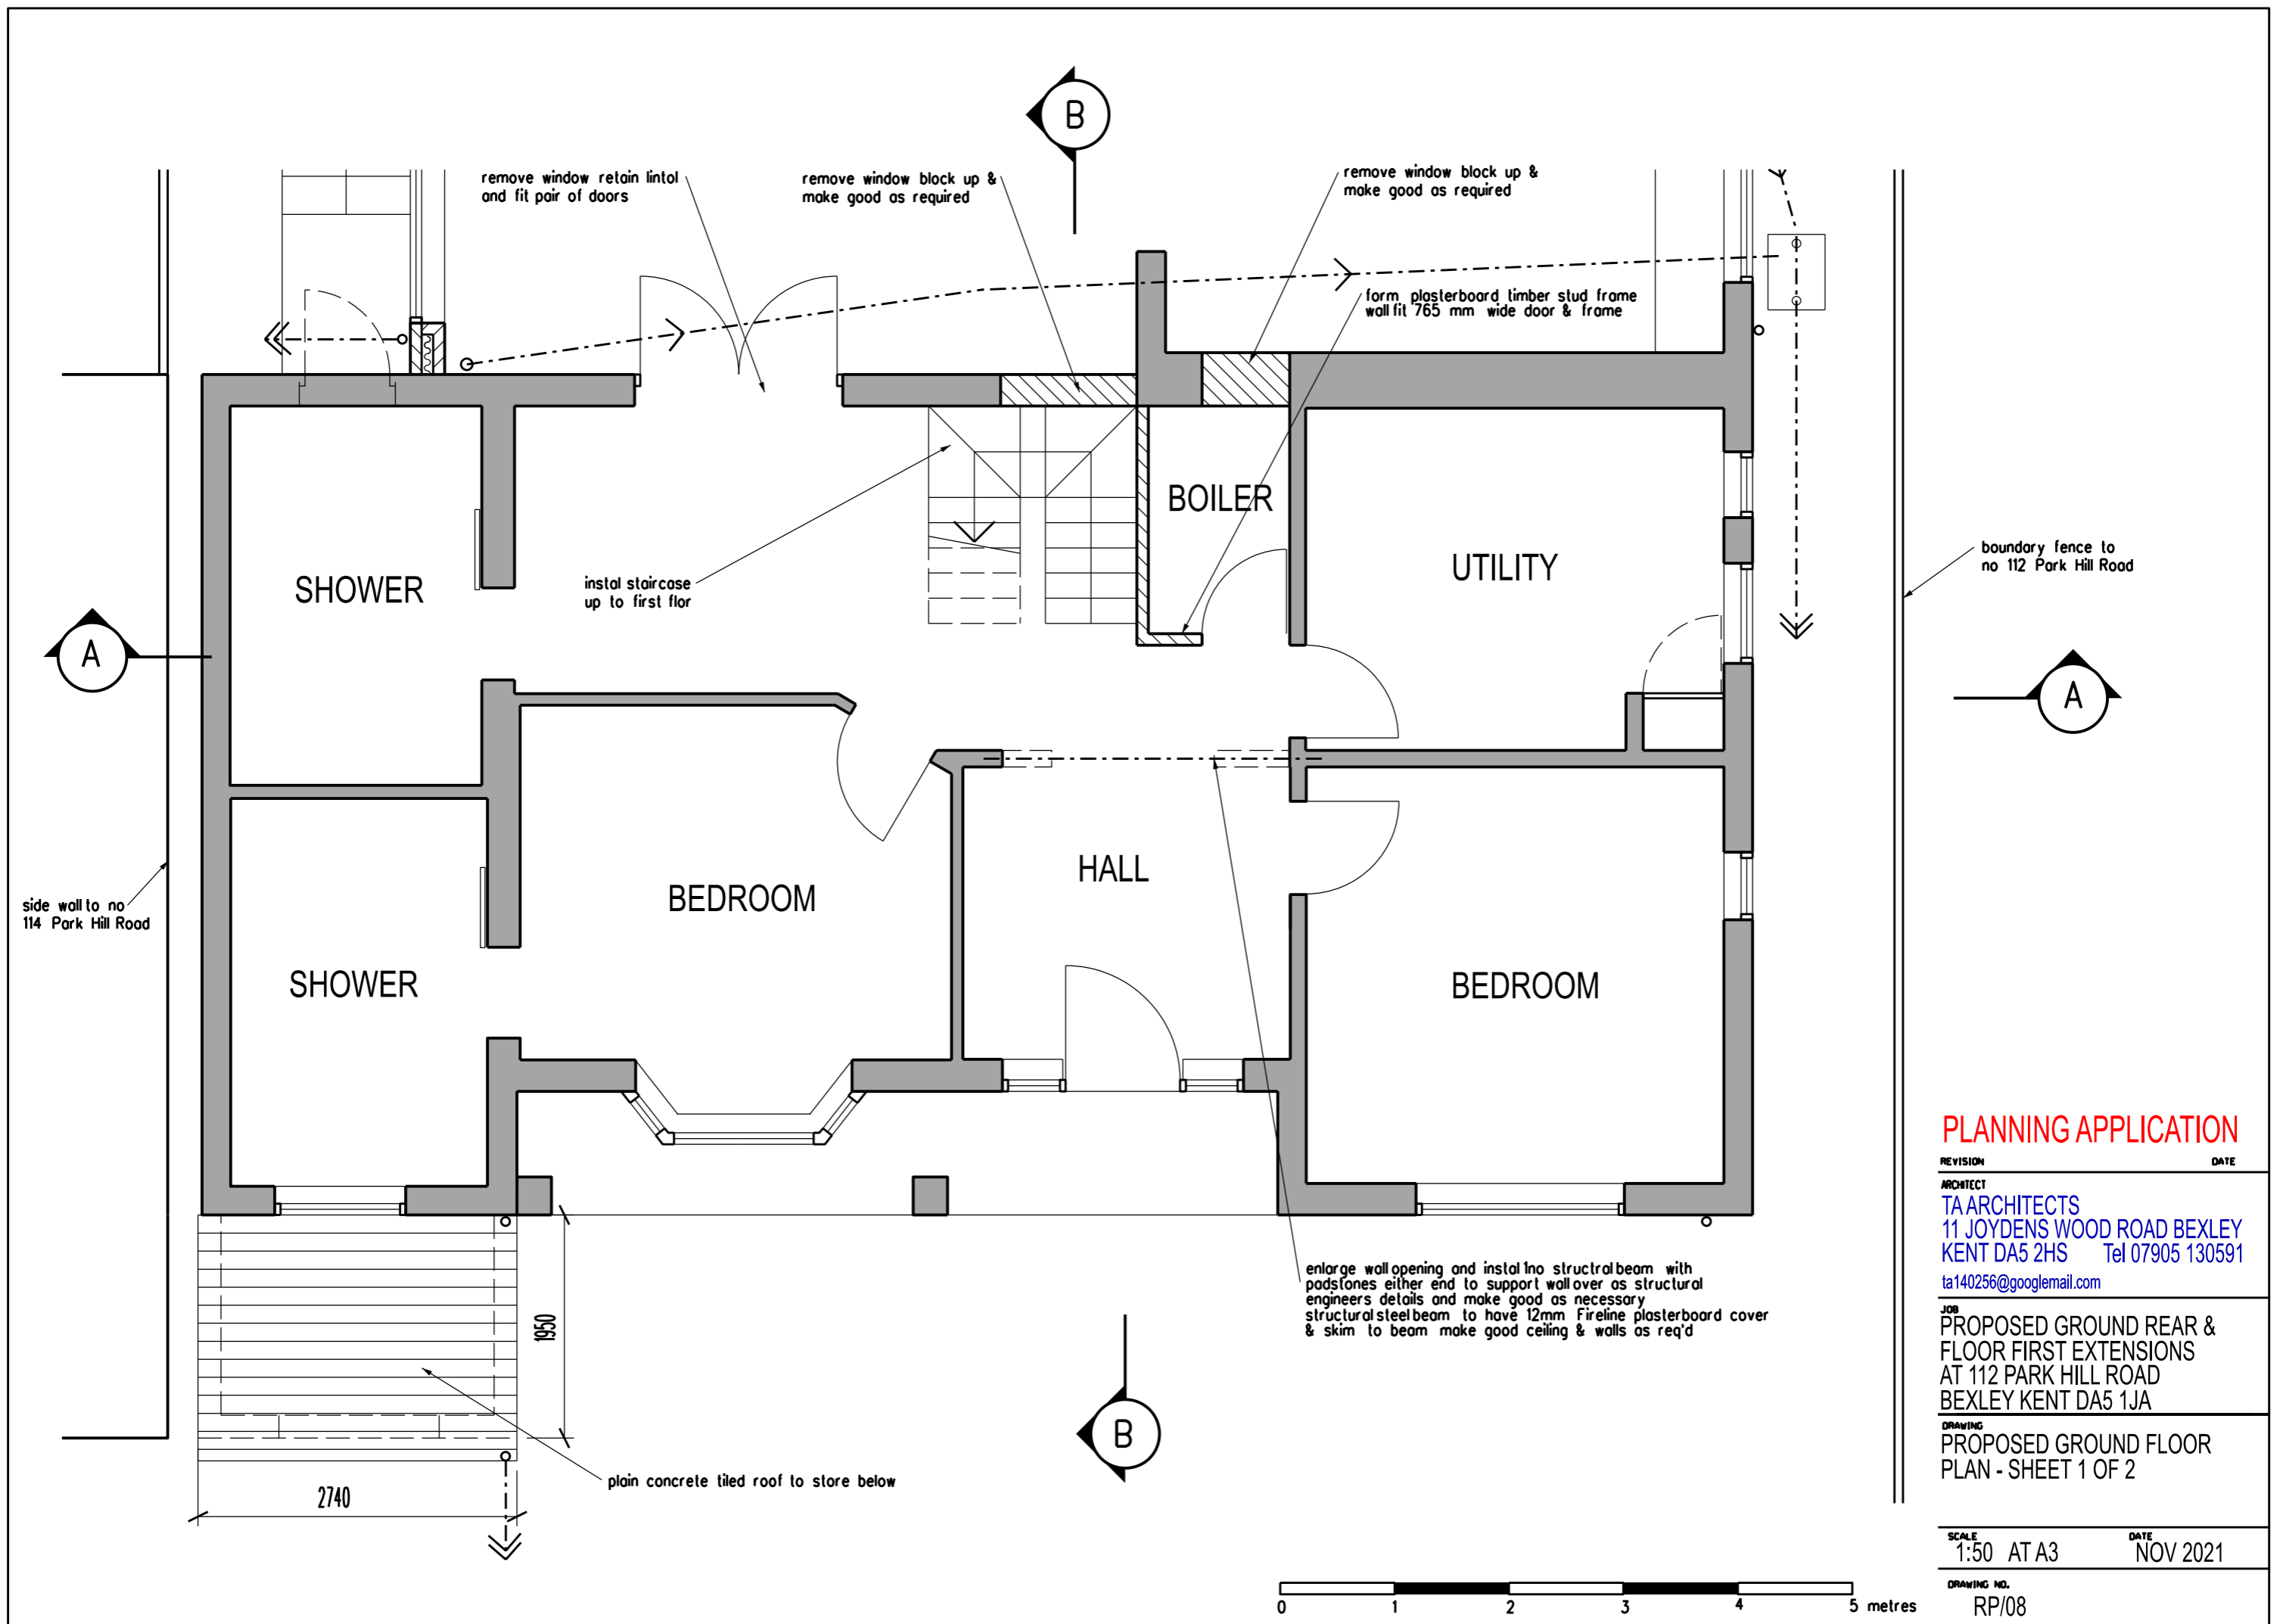 B
remove window retain lintol
and fit pair of doors
remove window block up &
make good as required
remove window block up &
make good as required
form plasterboard timber stud frame
wall fit 765 mm wide door & frame
BOILER
UTILITY
SHOWER
instal staircase
up to first flor
boundary fence to
no 112 Park Hill Road
A
A
HALL
BEDROOM
side wall to no
114 Park Hill Road
SHOWER
BEDROOM
enlarge wall opening and instal 1no structral beam with
padstones either end to support wall over as structural
engineers details and make good as necessary
structural steel beam to have 12mm Fireline plasterboard cover
& skim to beam make good ceiling & walls as req'd
1950
B
plain concrete tiled roof to store below
2740
0 1 2 3 4 5 metres
PLANNING APPLICATION
REVISION DATE
ARCHITECT
TA ARCHITECTS
11 JOYDENS WOOD ROAD BEXLEY
KENT DA5 2HS Tel 07905 130591
ta140256@googlemail.com
JOB
PROPOSED GROUND REAR &
FLOOR FIRST EXTENSIONS
AT 112 PARK HILL ROAD
BEXLEY KENT DA5 1JA
DRAWING
PROPOSED GROUND FLOOR
PLAN - SHEET 1 OF 2
SCALE DATE
1:50 AT A3 NOV 2021
DRAWING NO.
RP/08